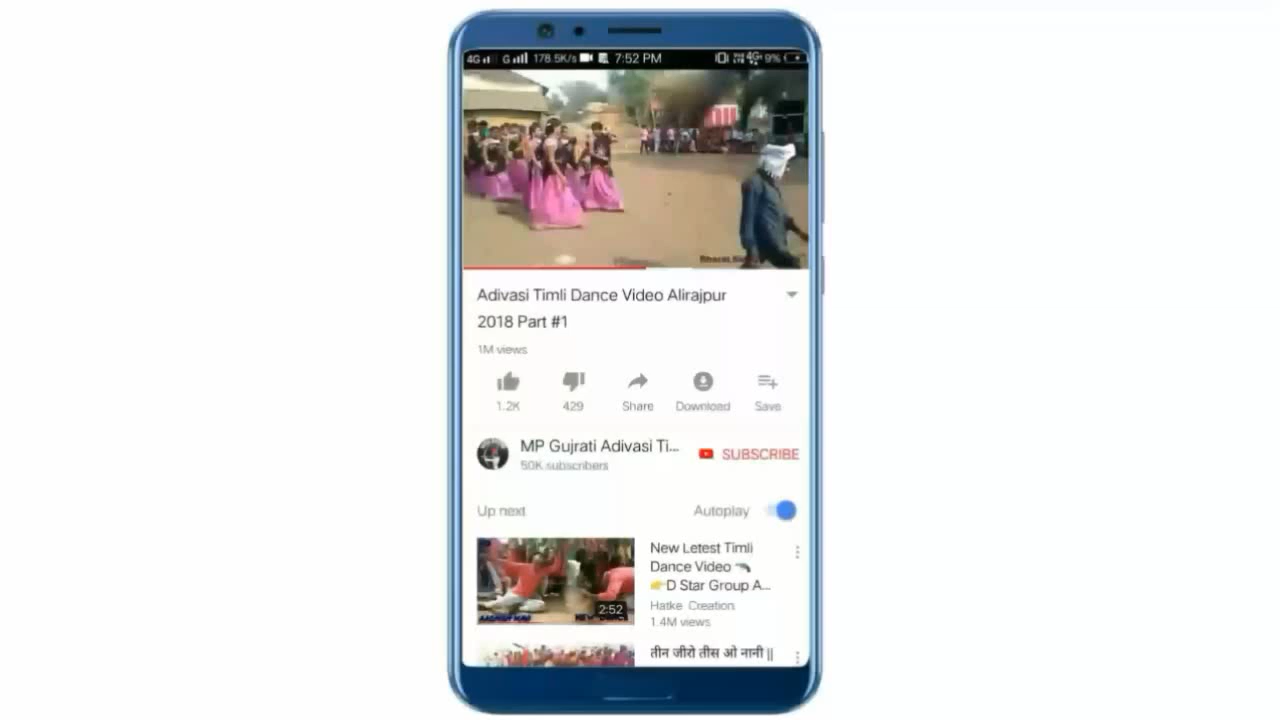 4G G 178.5K/s 7:52 PM 4G+ 9%
Adivasi Timli Dance Video Alirajpur
2018 Part #1
1M views
1.2K 429 Share Download Save
MP Gujrati Adivasi Ti...
50K subscribers
SUBSCRIBE
Up next Autoplay
New Letest Timli
Dance Video 🔫
👉D Star Group A...
Hatke Creation
1.4M views
2:52
तीन जीरो तीस ओ नानी ||